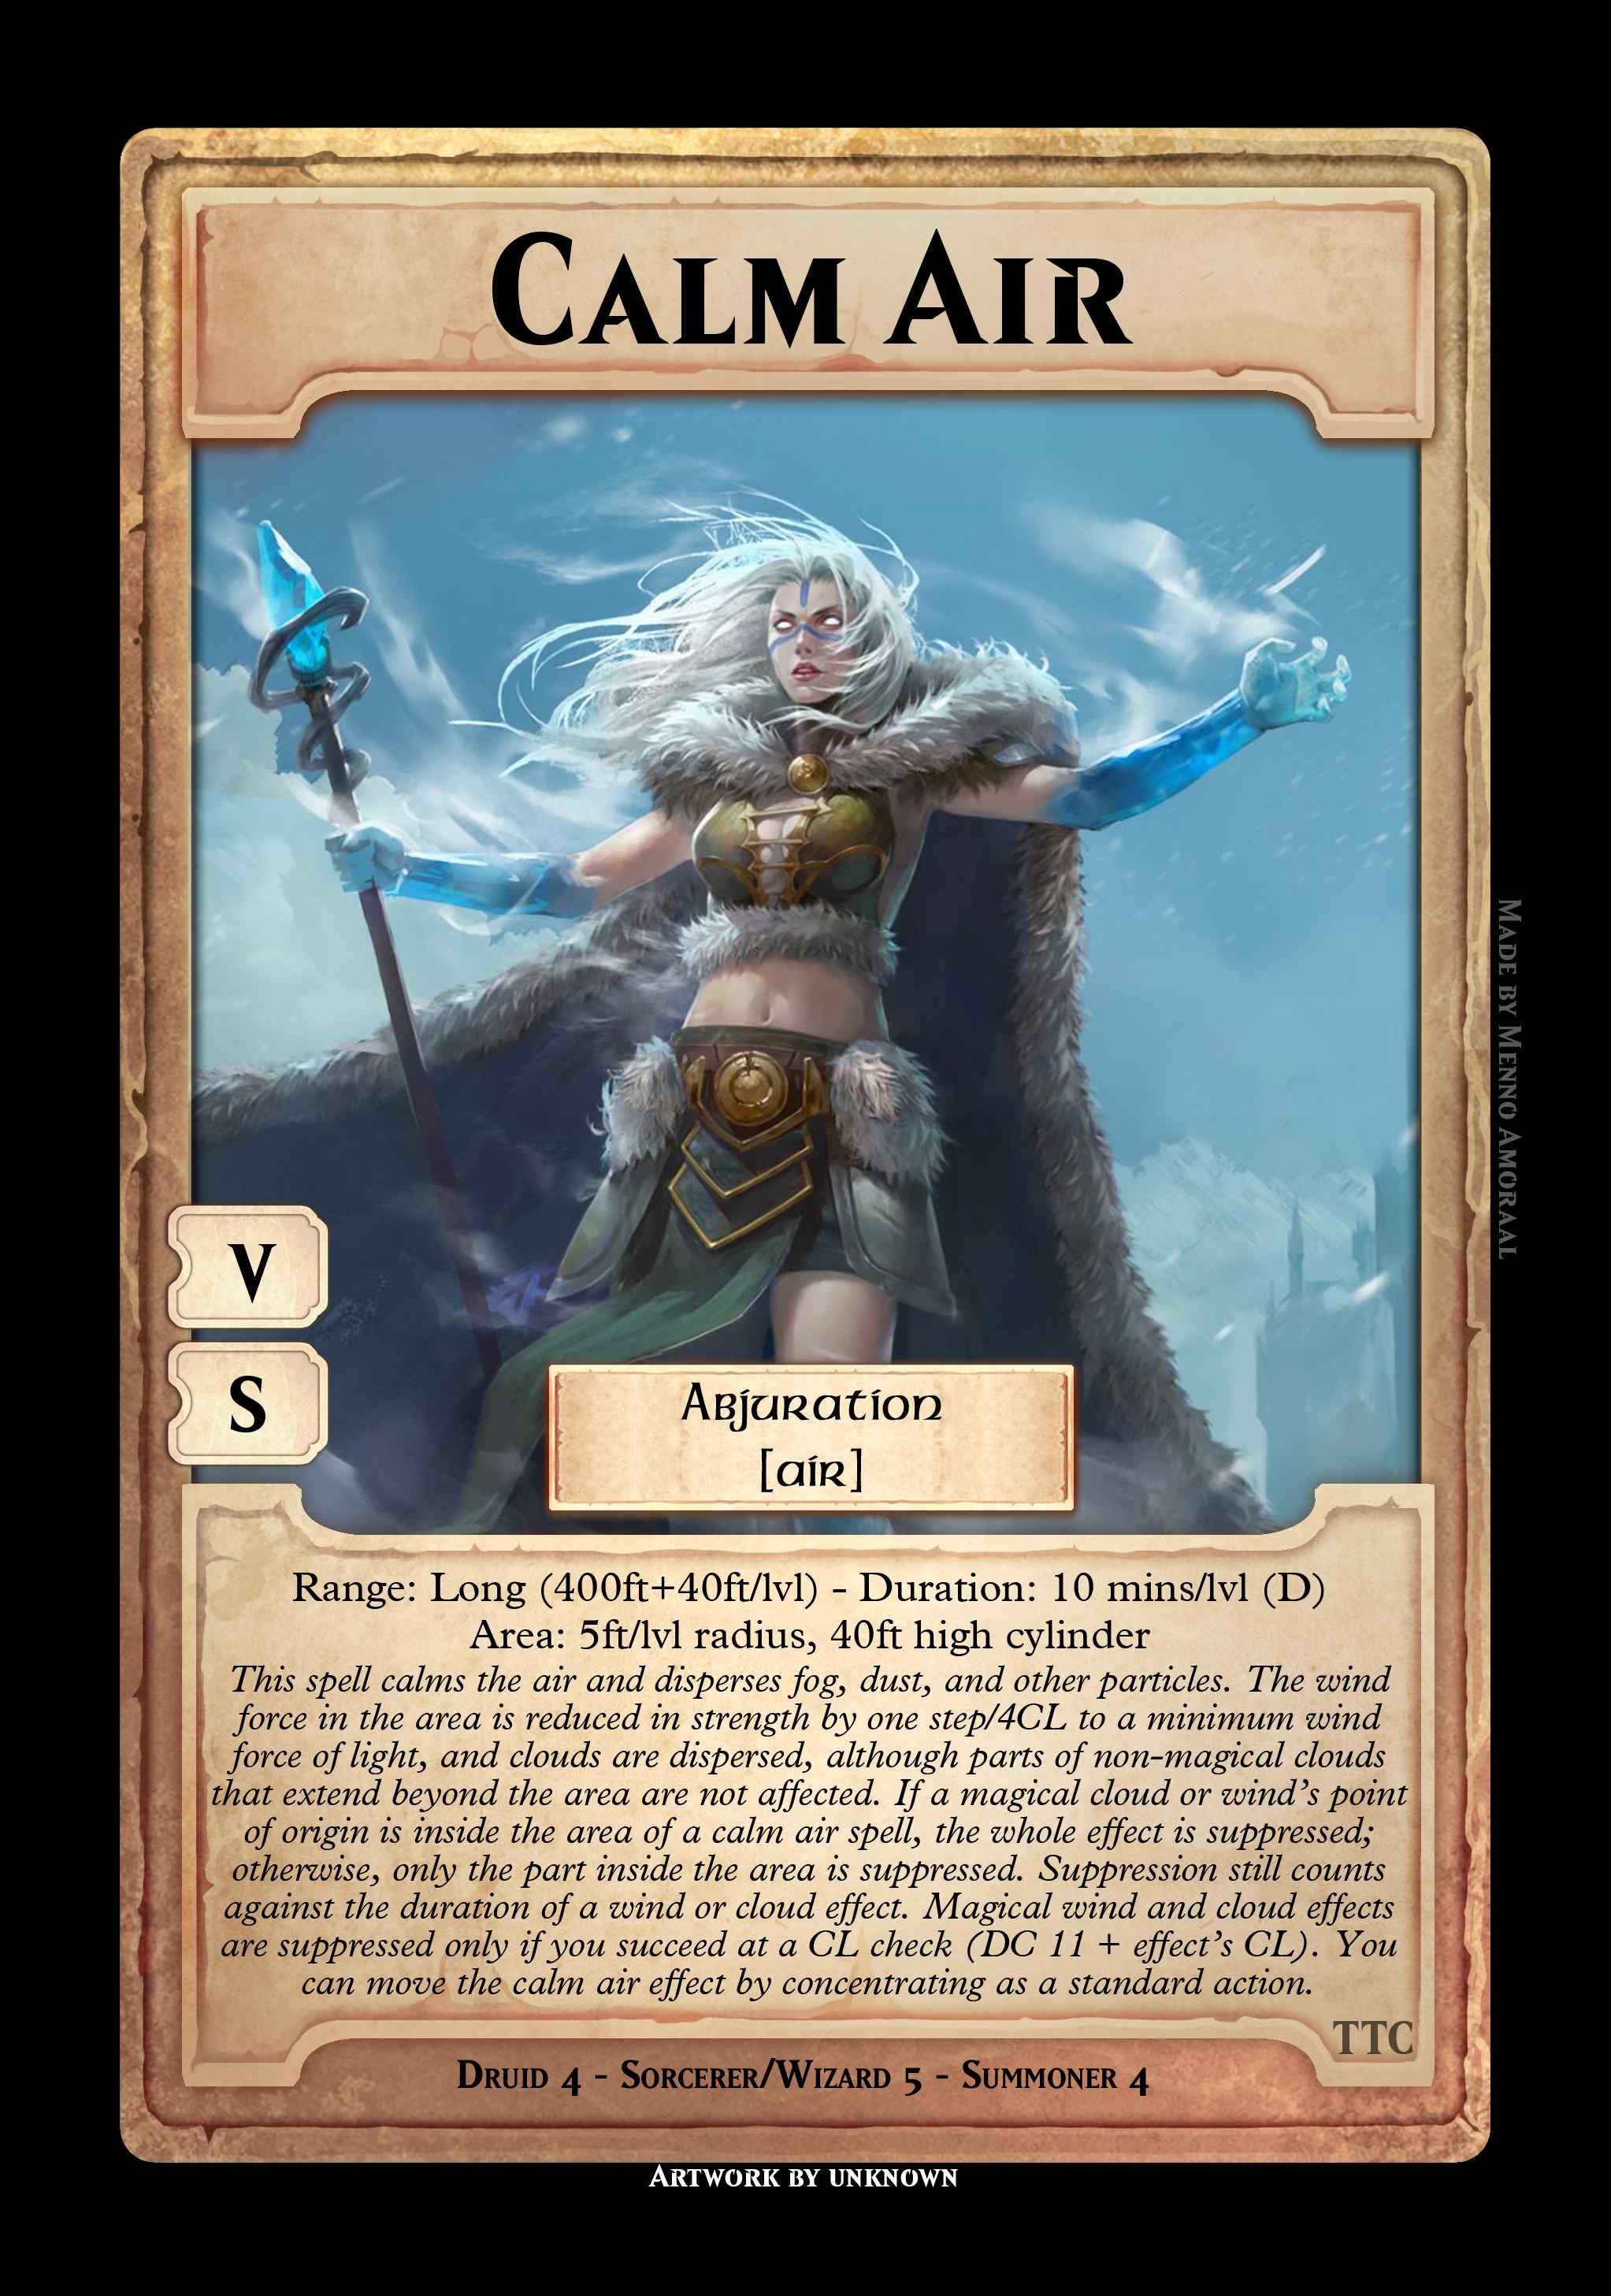 Calm Air
Made by Menno Amoraal
V
S
Abjuration
[air]
Range: Long (400ft+40ft/lvl) - Duration: 10 mins/lvl (D)
Area: 5ft/lvl radius, 40ft high cylinder
This spell calms the air and disperses fog, dust, and other particles. The wind
force in the area is reduced in strength by one step/4CL to a minimum wind
force of light, and clouds are dispersed, although parts of non-magical clouds
that extend beyond the area are not affected. If a magical cloud or wind's point
of origin is inside the area of a calm air spell, the whole effect is suppressed;
otherwise, only the part inside the area is suppressed. Suppression still counts
against the duration of a wind or cloud effect. Magical wind and cloud effects
are suppressed only if you succeed at a CL check (DC 11 + effect's CL). You
can move the calm air effect by concentrating as a standard action.
TTC
Druid 4 - Sorcerer/Wizard 5 - Summoner 4
Artwork by unknown